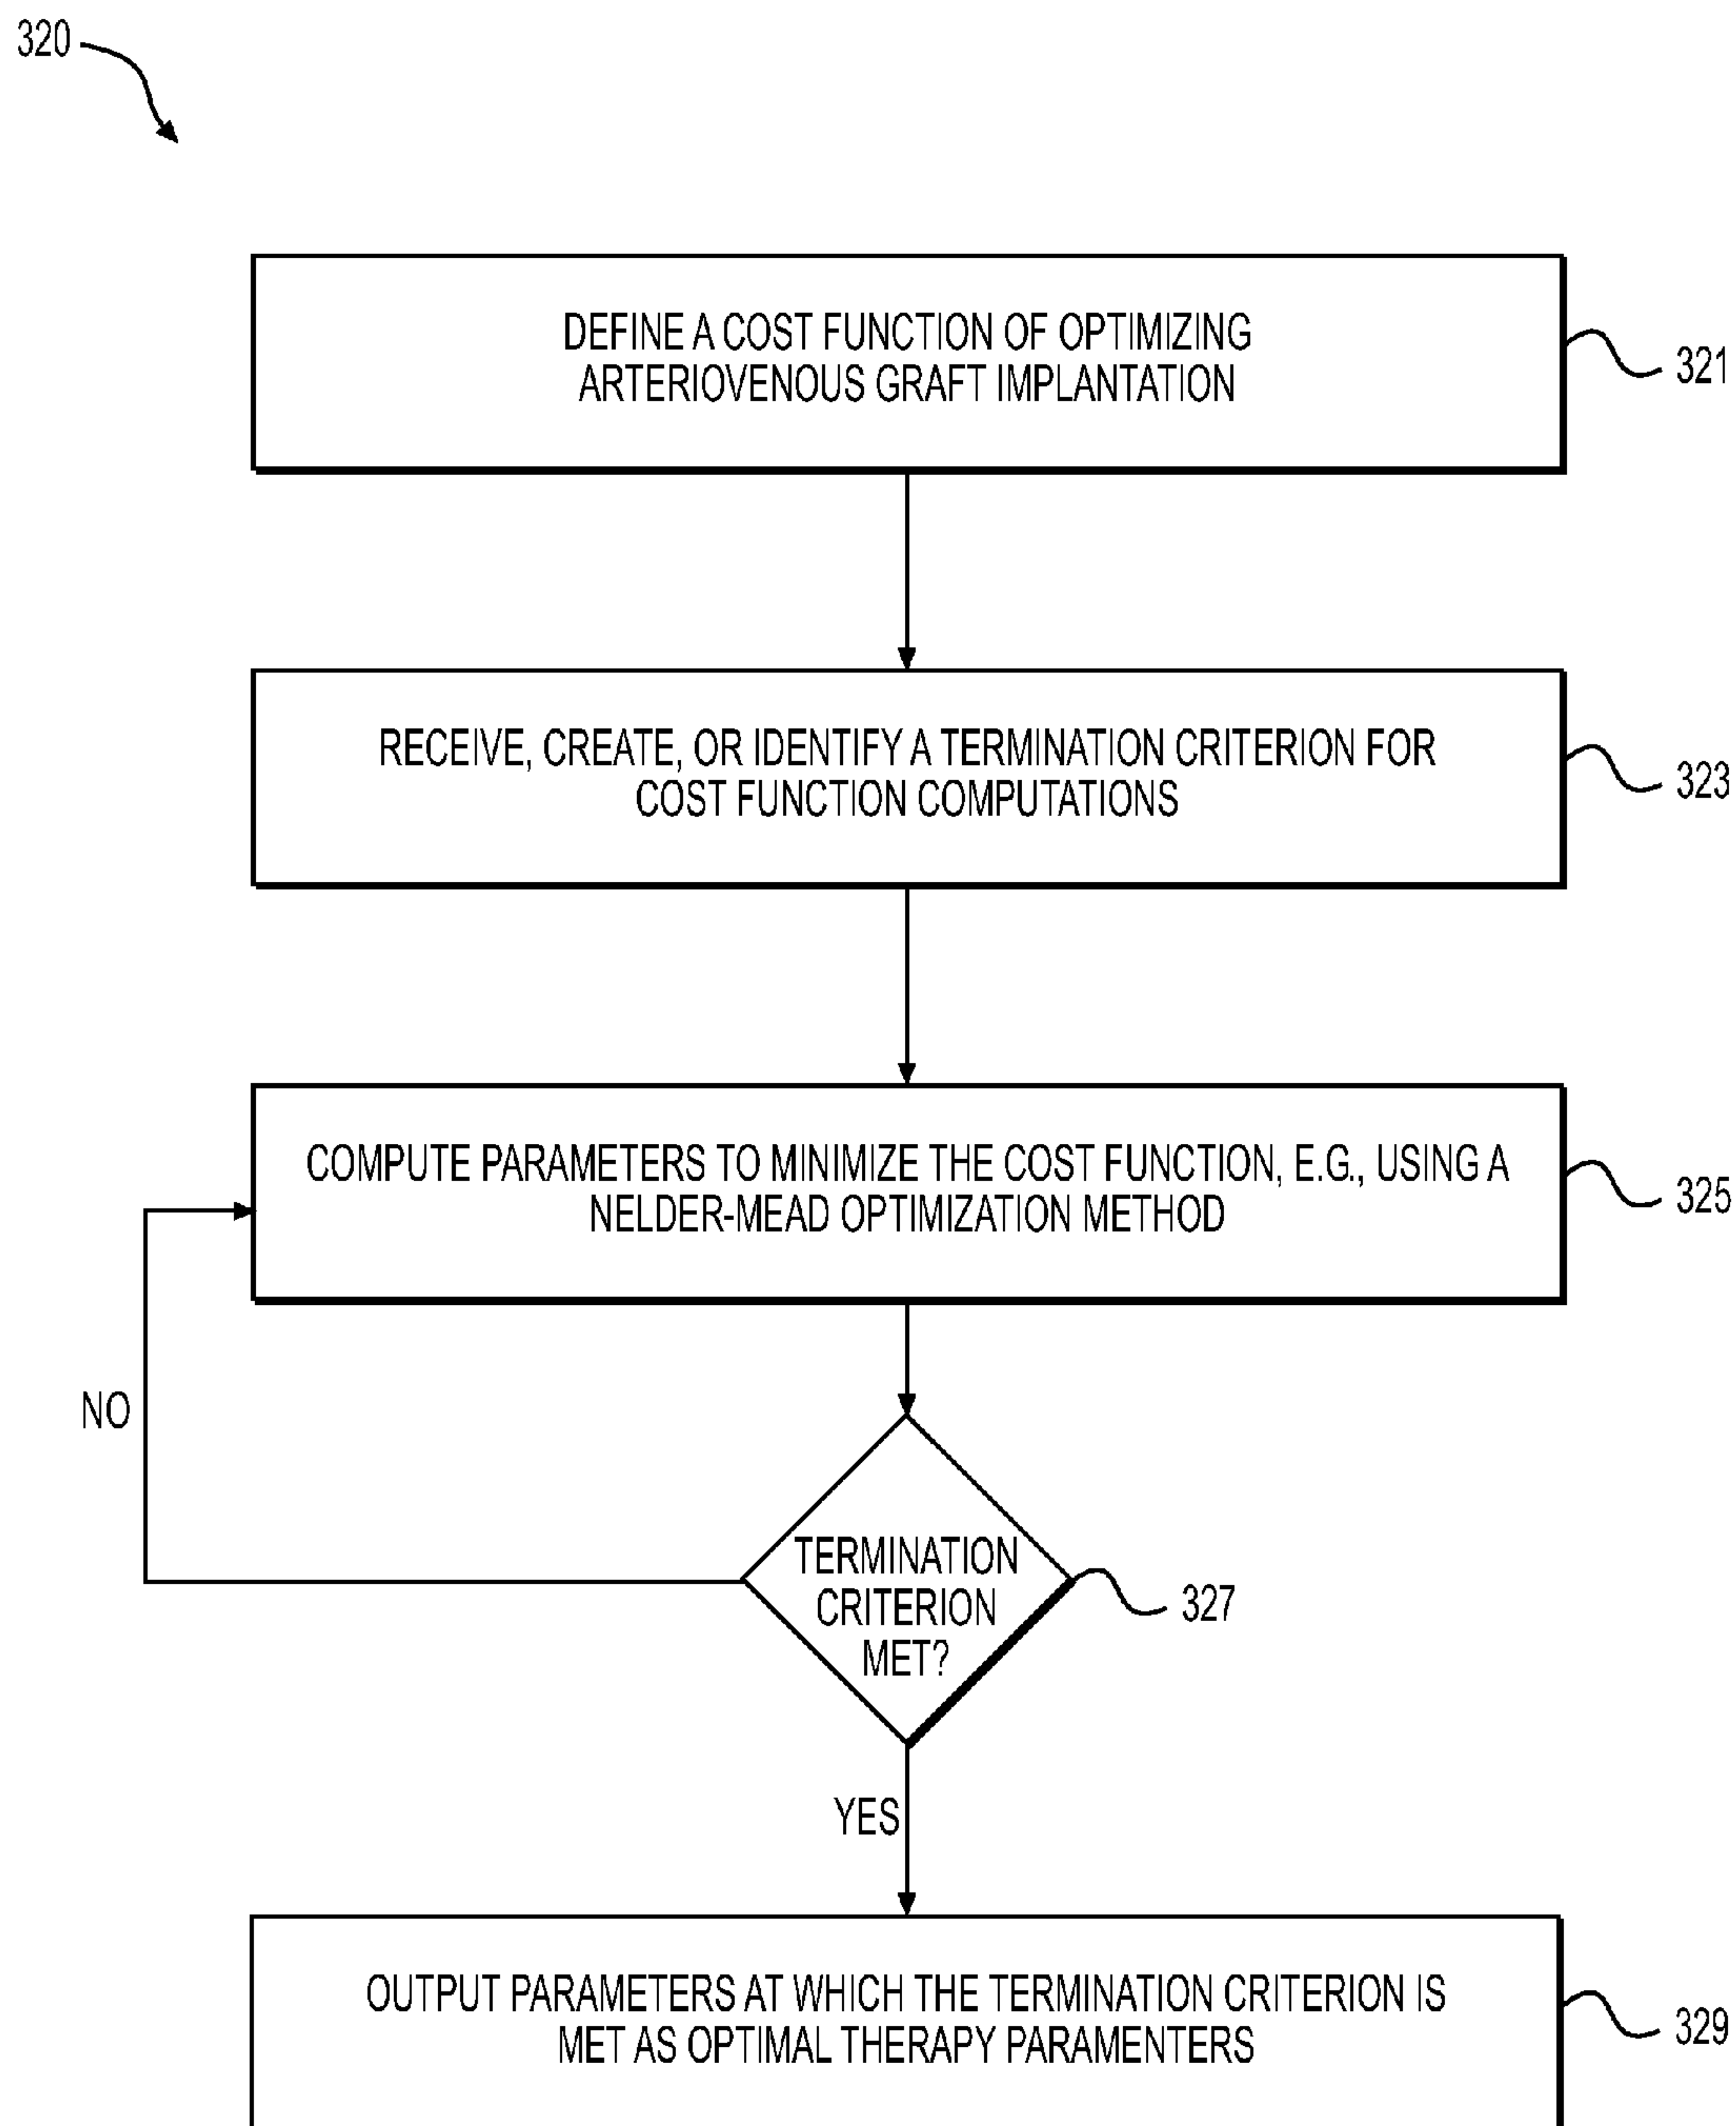 320
DEFINE A COST FUNCTION OF OPTIMIZING
ARTERIOVENOUS GRAFT IMPLANTATION
321
RECEIVE, CREATE, OR IDENTIFY A TERMINATION CRITERION FOR
COST FUNCTION COMPUTATIONS
323
COMPUTE PARAMETERS TO MINIMIZE THE COST FUNCTION, E.G., USING A
NELDER-MEAD OPTIMIZATION METHOD
325
NO
TERMINATION
CRITERION
MET?
327
YES
OUTPUT PARAMETERS AT WHICH THE TERMINATION CRITERION IS
MET AS OPTIMAL THERAPY PARAMENTERS
329